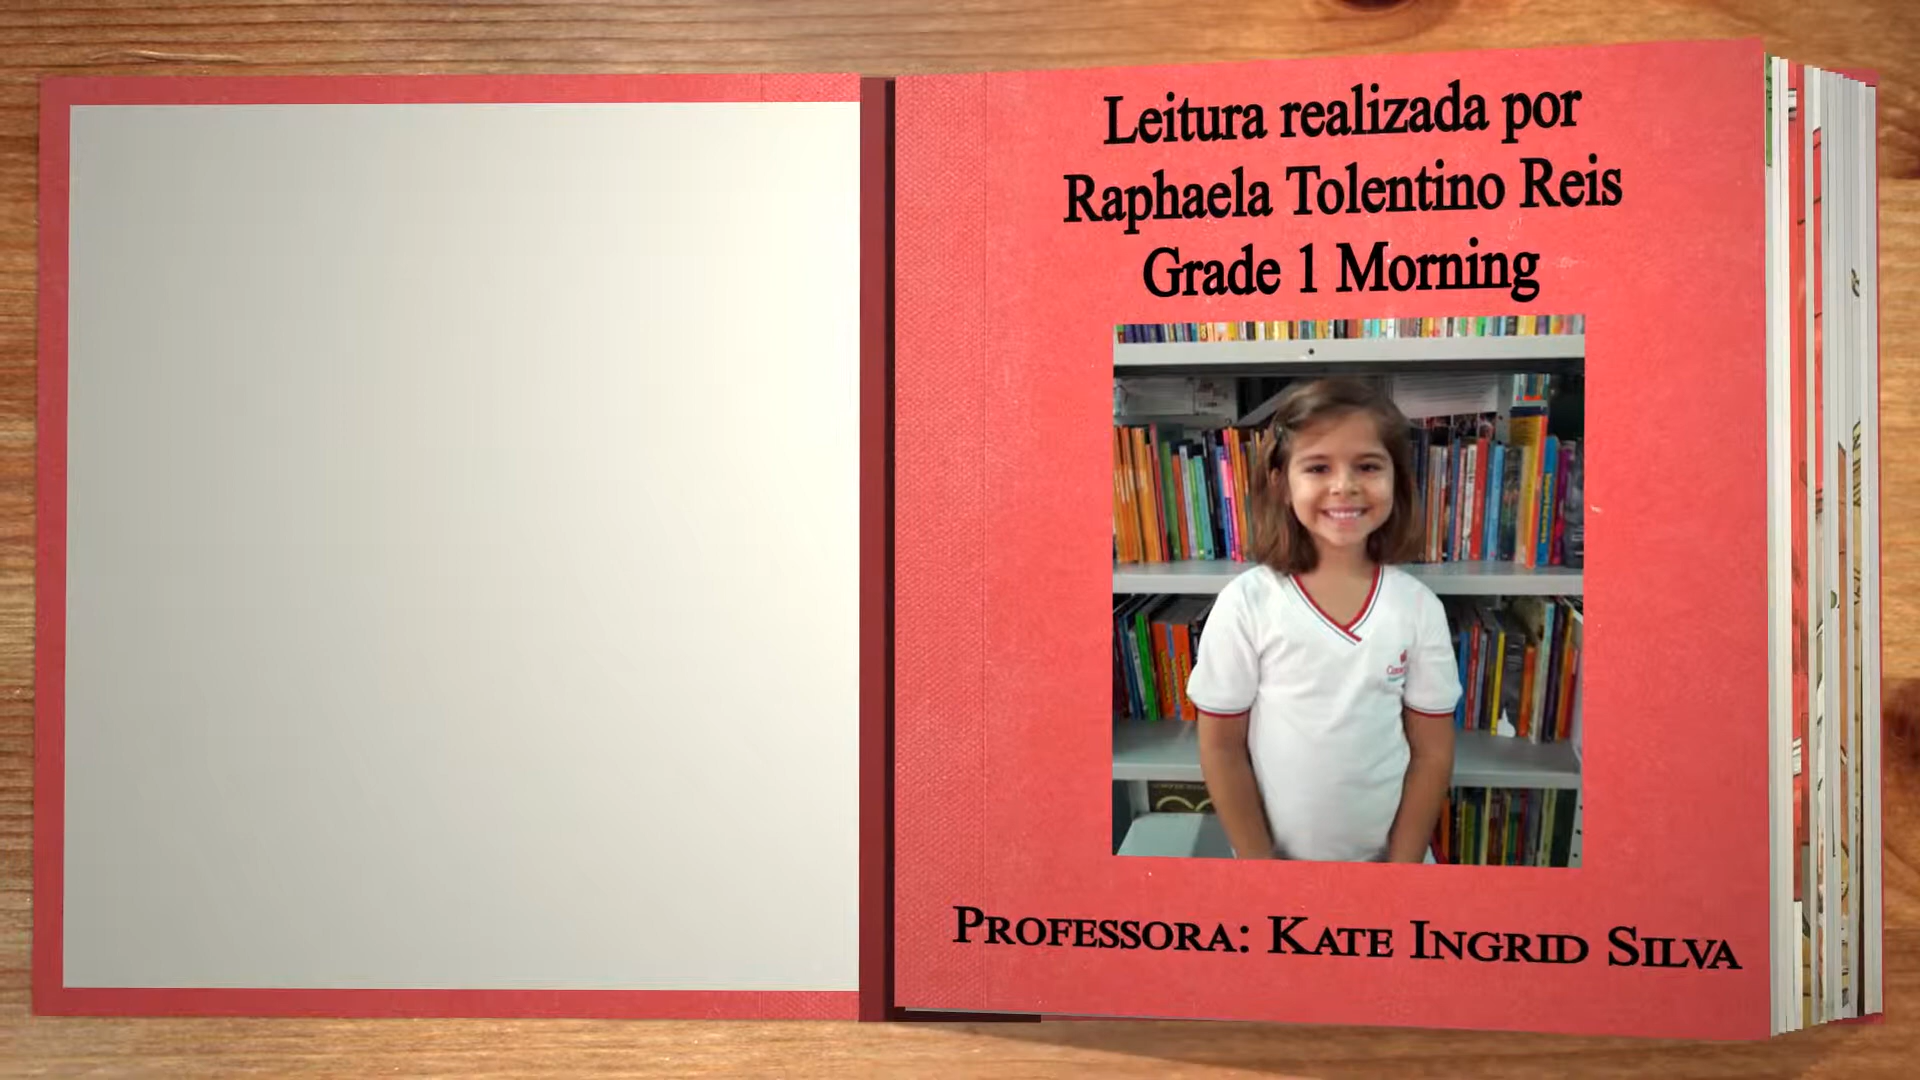 Leitura realizada por
Raphaela Tolentino Reis
Grade 1 Morning
Professora: Kate Ingrid Silva